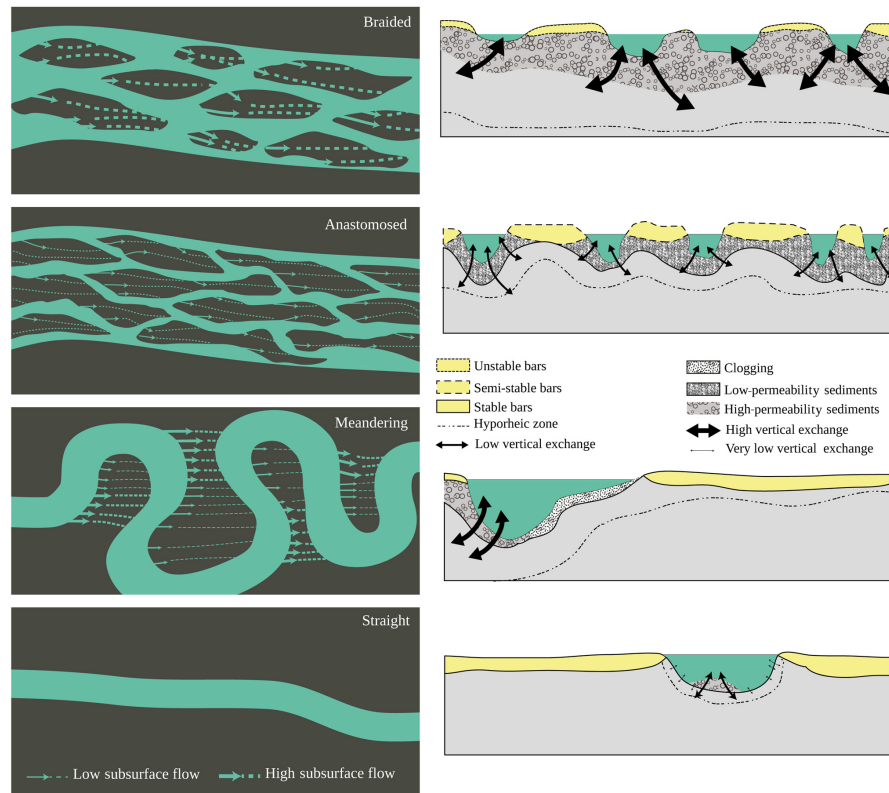 Braided
Anastomosed
Unstable bars
Semi-stable bars
Stable bars
Hyporheic zone
Low vertical exchange
Clogging
Low-permeability sediments
High-permeability sediments
High vertical exchange
Very low vertical exchange
Meandering
Straight
Low subsurface flow
High subsurface flow